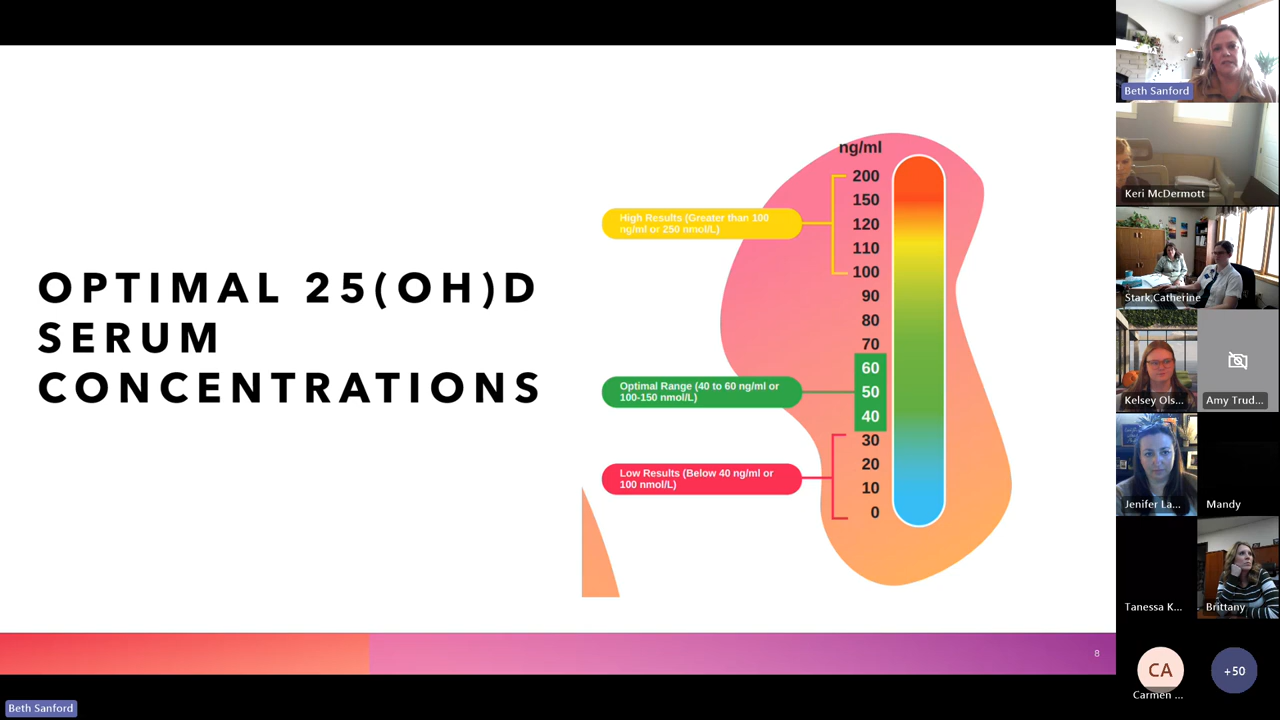 OPTIMAL 25(OH)D
SERUM
CONCENTRATIONS
ng/ml
200
150
120
110
100
90
80
70
60
50
40
30
20
10
0
High Results (Greater than 100
ng/ml or 250 nmol/L)
Optimal Range (40 to 60 ng/ml or
100-150 nmol/L)
Low Results (Below 40 ng/ml or
100 nmol/L)
8
Beth Sanford
Beth Sanford
Keri McDermott
Stark,Catherine
Kelsey Ols...
Amy Trud...
Jenifer La...
Mandy
Tanessa K...
Brittany
CA
Carmen ...
+50